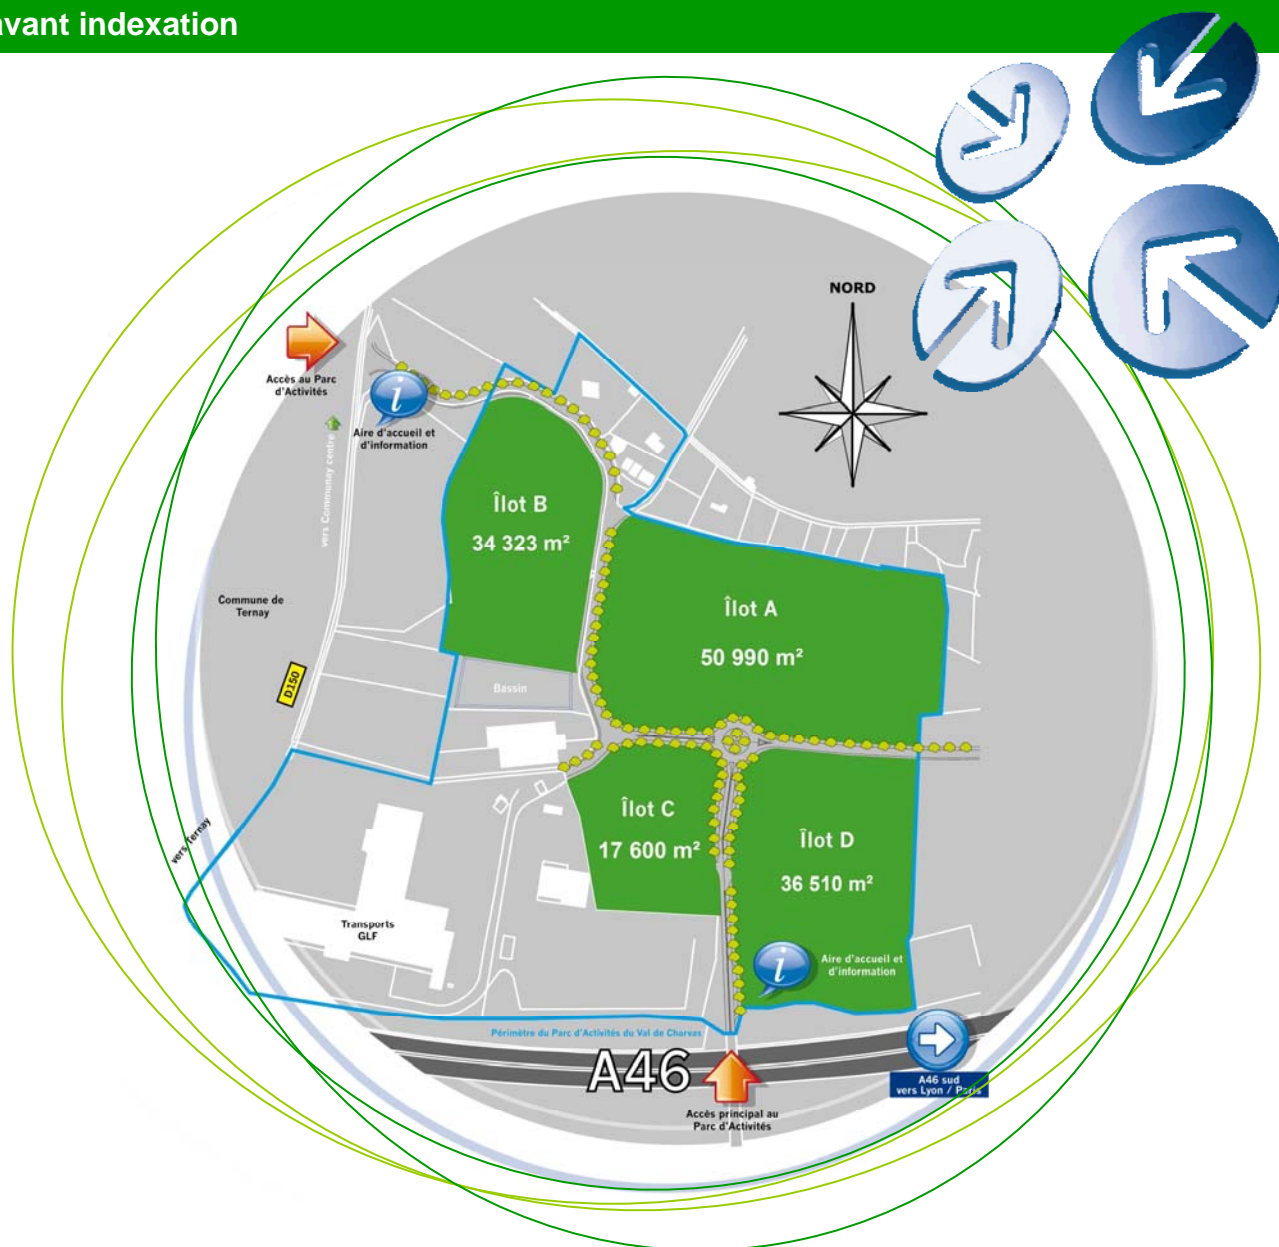 avant indexation
NORD
Accès au Parc
d'Activités
Aire d'accueil et
d'information
vers Communay centre
Îlot B
34 323 m²
Commune de
Ternay
Îlot A
50 990 m²
D150
Bassin
Îlot C
17 600 m²
Îlot D
36 510 m²
vers Ternay
Transports
GLF
Aire d'accueil et
d'information
Périmètre du Parc d'Activités du Val de Charvas
A46
A46 sud
vers Lyon / Paris
Accès principal au
Parc d'Activités